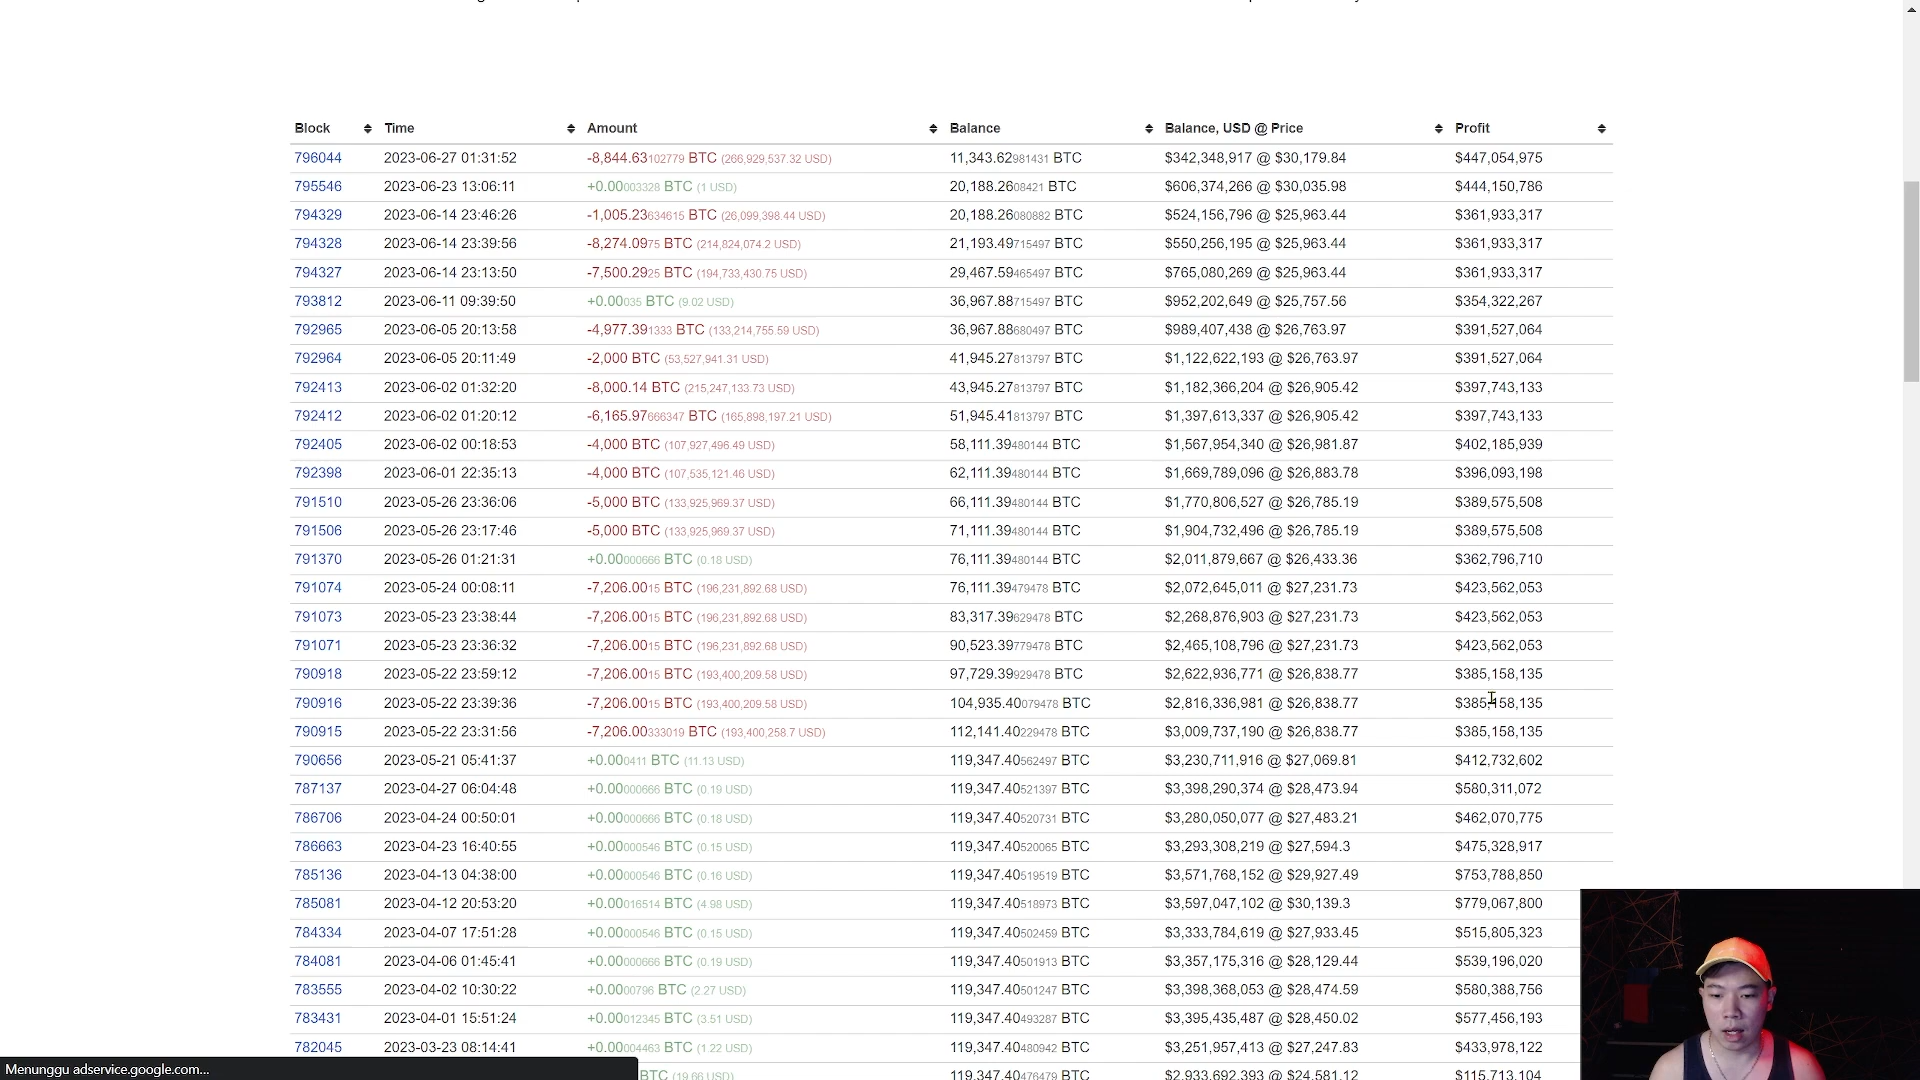 Block Time Amount Balance Balance, USD @ Price Profit
796044 2023-06-27 01:31:52 -8,844.63102779 BTC (266,929,537.32 USD) 11,343.62981431 BTC $342,348,917 @ $30,179.84 $447,054,975
795546 2023-06-23 13:06:11 +0.00003328 BTC (1 USD) 20,188.2608421 BTC $606,374,266 @ $30,035.98 $444,150,786
794329 2023-06-14 23:46:26 -1,005.23634615 BTC (26,099,398.44 USD) 20,188.26080882 BTC $524,156,796 @ $25,963.44 $361,933,317
794328 2023-06-14 23:39:56 -8,274.0975 BTC (214,824,074.2 USD) 21,193.49715497 BTC $550,256,195 @ $25,963.44 $361,933,317
794327 2023-06-14 23:13:50 -7,500.2925 BTC (194,733,430.75 USD) 29,467.59465497 BTC $765,080,269 @ $25,963.44 $361,933,317
793812 2023-06-11 09:39:50 +0.00035 BTC (9.02 USD) 36,967.88715497 BTC $952,202,649 @ $25,757.56 $354,322,267
792965 2023-06-05 20:13:58 -4,977.391333 BTC (133,214,755.59 USD) 36,967.88680497 BTC $989,407,438 @ $26,763.97 $391,527,064
792964 2023-06-05 20:11:49 -2,000 BTC (53,527,941.31 USD) 41,945.27813797 BTC $1,122,622,193 @ $26,763.97 $391,527,064
792413 2023-06-02 01:32:20 -8,000.14 BTC (215,247,133.73 USD) 43,945.27813797 BTC $1,182,366,204 @ $26,905.42 $397,743,133
792412 2023-06-02 01:20:12 -6,165.97666347 BTC (165,898,197.21 USD) 51,945.41813797 BTC $1,397,613,337 @ $26,905.42 $397,743,133
792405 2023-06-02 00:18:53 -4,000 BTC (107,927,496.49 USD) 58,111.39480144 BTC $1,567,954,340 @ $26,981.87 $402,185,939
792398 2023-06-01 22:35:13 -4,000 BTC (107,535,121.46 USD) 62,111.39480144 BTC $1,669,789,096 @ $26,883.78 $396,093,198
791510 2023-05-26 23:36:06 -5,000 BTC (133,925,969.37 USD) 66,111.39480144 BTC $1,770,806,527 @ $26,785.19 $389,575,508
791506 2023-05-26 23:17:46 -5,000 BTC (133,925,969.37 USD) 71,111.39480144 BTC $1,904,732,496 @ $26,785.19 $389,575,508
791370 2023-05-26 01:21:31 +0.00000666 BTC (0.18 USD) 76,111.39480144 BTC $2,011,879,667 @ $26,433.36 $362,796,710
791074 2023-05-24 00:08:11 -7,206.0015 BTC (196,231,892.68 USD) 76,111.39479478 BTC $2,072,645,011 @ $27,231.73 $423,562,053
791073 2023-05-23 23:38:44 -7,206.0015 BTC (196,231,892.68 USD) 83,317.39629478 BTC $2,268,876,903 @ $27,231.73 $423,562,053
791071 2023-05-23 23:36:32 -7,206.0015 BTC (196,231,892.68 USD) 90,523.39779478 BTC $2,465,108,796 @ $27,231.73 $423,562,053
790918 2023-05-22 23:59:12 -7,206.0015 BTC (193,400,209.58 USD) 97,729.39929478 BTC $2,622,936,771 @ $26,838.77 $385,158,135
790916 2023-05-22 23:39:36 -7,206.0015 BTC (193,400,209.58 USD) 104,935.40079478 BTC $2,816,336,981 @ $26,838.77 $385,158,135
790915 2023-05-22 23:31:56 -7,206.00333019 BTC (193,400,258.7 USD) 112,141.40229478 BTC $3,009,737,190 @ $26,838.77 $385,158,135
790656 2023-05-21 05:41:37 +0.000411 BTC (11.13 USD) 119,347.40562497 BTC $3,230,711,916 @ $27,069.81 $412,732,602
787137 2023-04-27 06:04:48 +0.00000666 BTC (0.19 USD) 119,347.40521397 BTC $3,398,290,374 @ $28,473.94 $580,311,072
786706 2023-04-24 00:50:01 +0.00000666 BTC (0.18 USD) 119,347.40520731 BTC $3,280,050,077 @ $27,483.21 $462,070,775
786663 2023-04-23 16:40:55 +0.00000546 BTC (0.15 USD) 119,347.40520065 BTC $3,293,308,219 @ $27,594.3 $475,328,917
785136 2023-04-13 04:38:00 +0.00000546 BTC (0.16 USD) 119,347.40519519 BTC $3,571,768,152 @ $29,927.49 $753,788,850
785081 2023-04-12 20:53:20 +0.00016514 BTC (4.98 USD) 119,347.40518973 BTC $3,597,047,102 @ $30,139.3 $779,067,800
784334 2023-04-07 17:51:28 +0.00000546 BTC (0.15 USD) 119,347.40502459 BTC $3,333,784,619 @ $27,933.45 $515,805,323
784081 2023-04-06 01:45:41 +0.00000666 BTC (0.19 USD) 119,347.40501913 BTC $3,357,175,316 @ $28,129.44 $539,196,020
783555 2023-04-02 10:30:22 +0.0000796 BTC (2.27 USD) 119,347.40501247 BTC $3,398,368,053 @ $28,474.59 $580,388,756
783431 2023-04-01 15:51:24 +0.00012345 BTC (3.51 USD) 119,347.40493287 BTC $3,395,435,487 @ $28,450.02 $577,456,193
782045 2023-03-23 08:14:41 +0.00004463 BTC (1.22 USD) 119,347.40480942 BTC $3,251,957,413 @ $27,247.83 $433,978,122
BTC (19.66 USD) 119,347.40476479 BTC $2,933,692,393 @ $24,581.12 $115,713,104
Menunggu adservice.google.com...